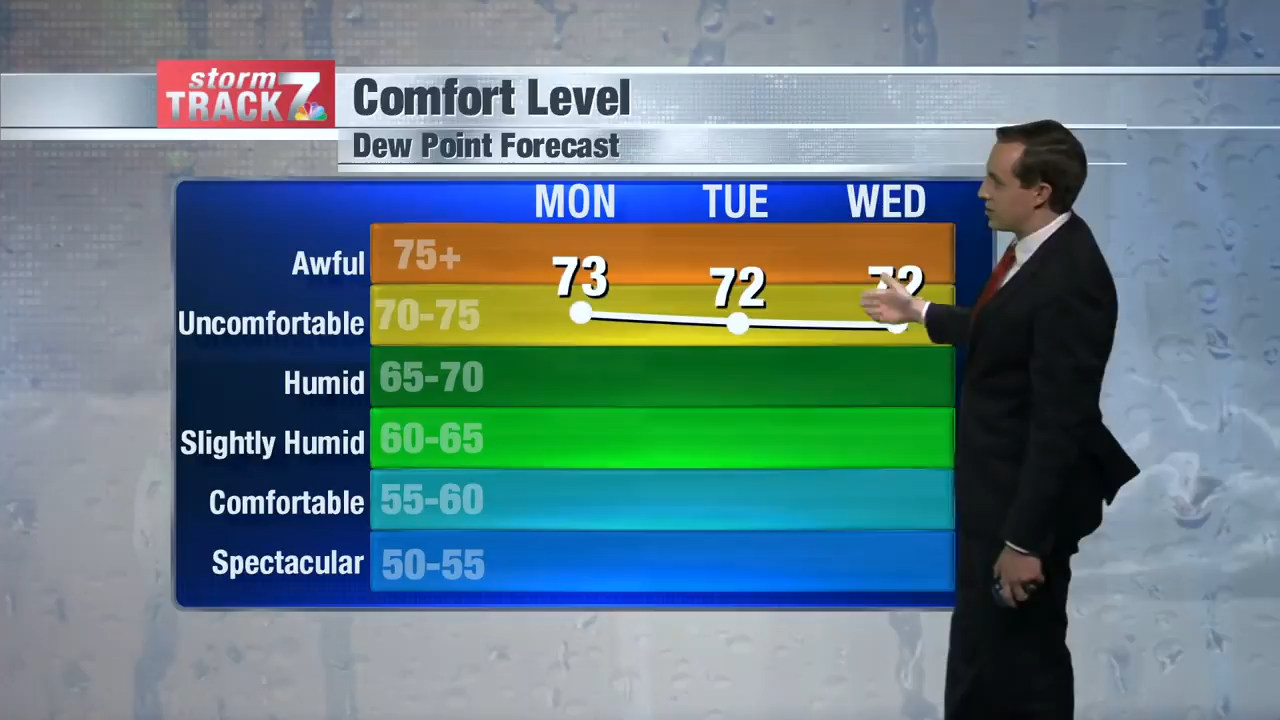 storm
TRACK 7
Comfort Level
Dew Point Forecast
MON TUE WED
Awful 75+
73 72 72
Uncomfortable 70-75
Humid 65-70
Slightly Humid 60-65
Comfortable 55-60
Spectacular 50-55